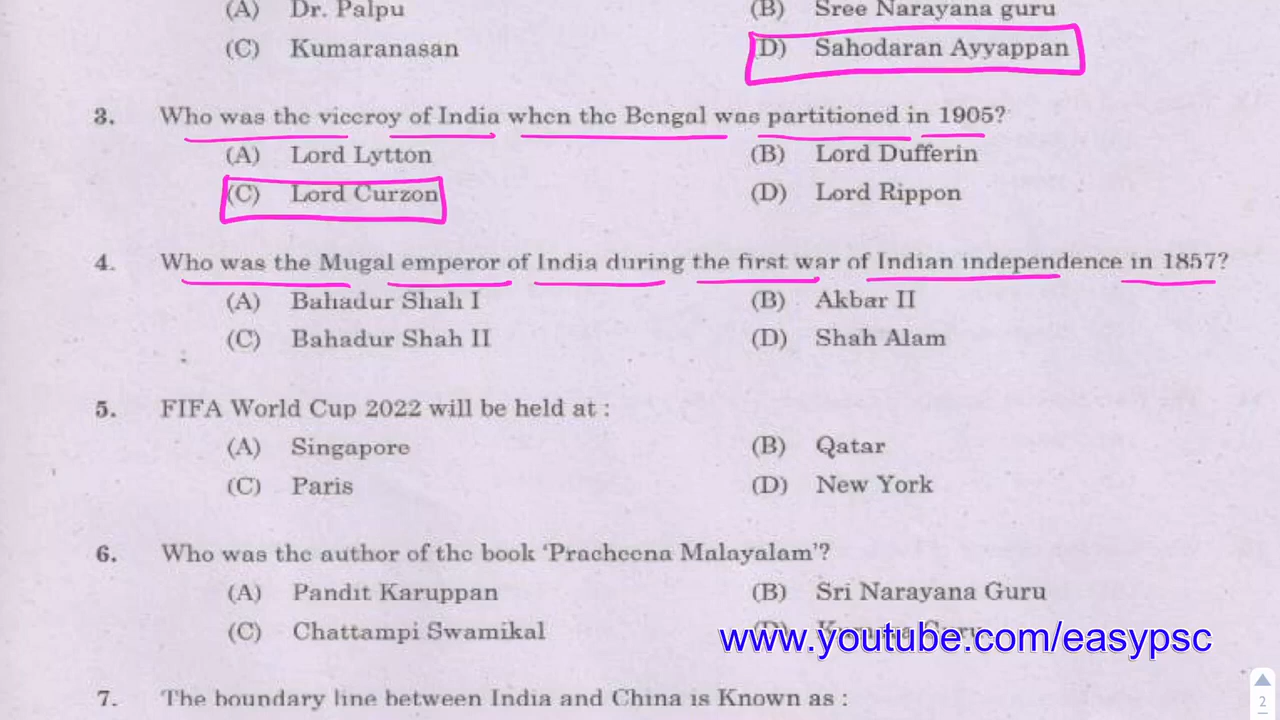 (A) Dr. Palpu (B) Sree Narayana guru
(C) Kumaranasan (D) Sahodaran Ayyappan
3. Who was the viceroy of India when the Bengal was partitioned in 1905?
(A) Lord Lytton (B) Lord Dufferin
(C) Lord Curzon (D) Lord Rippon
4. Who was the Mugal emperor of India during the first war of Indian independence in 1857?
(A) Bahadur Shah I (B) Akbar II
(C) Bahadur Shah II (D) Shah Alam
5. FIFA World Cup 2022 will be held at :
(A) Singapore (B) Qatar
(C) Paris (D) New York
6. Who was the author of the book ‘Pracheena Malayalam’?
(A) Pandit Karuppan (B) Sri Narayana Guru
(C) Chattampi Swamikal (D)
www.youtube.com/easypsc
7. The boundary line between India and China is Known as :
2